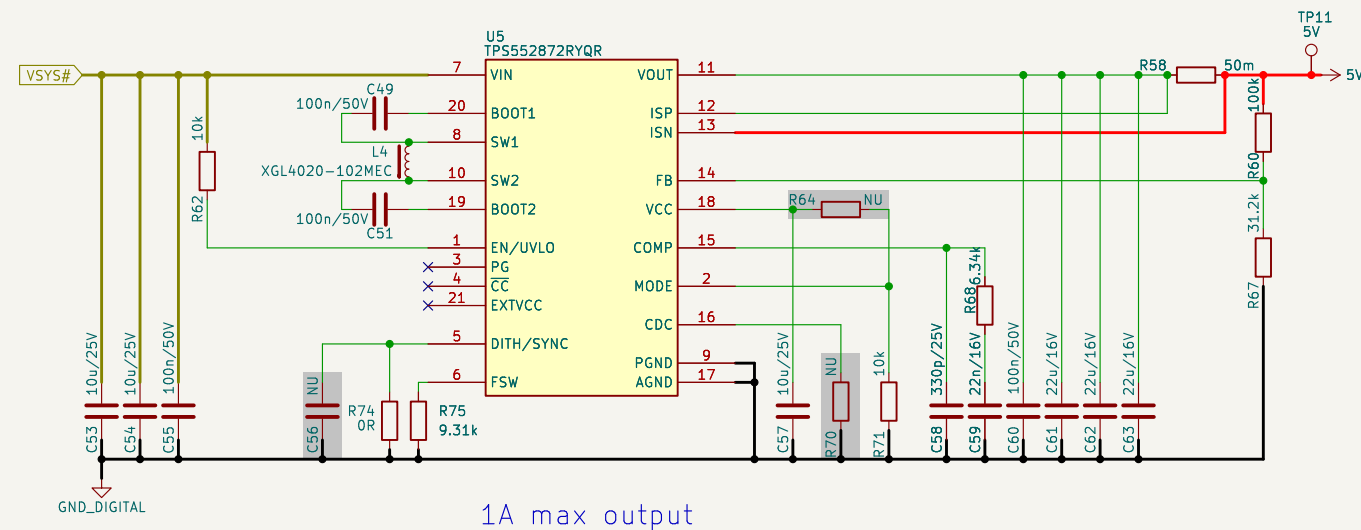 TP11
5V
U5
TPS552872RYQR
VSYS#
7
VIN
VOUT
11
R58
50m
5V
C49
100n/50V
20
BOOT1
ISP
12
100k
10k
8
SW1
ISN
13
L4
XGL4020-102MEC
R60
10
SW2
FB
14
R62
100n/50V
C51
19
BOOT2
VCC
18
R64
NU
31.2k
1
EN/UVLO
COMP
15
3
PG
4
CC
MODE
2
R68
6.34k
R67
21
EXTVCC
CDC
16
5
DITH/SYNC
PGND
9
6
FSW
AGND
17
10u/25V
10u/25V
100n/50V
NU
R74
0R
R75
9.31k
10u/25V
NU
10k
330p/25V
22n/16V
100n/50V
22u/16V
22u/16V
22u/16V
C53
C54
C55
C56
C57
R70
R71
C58
C59
C60
C61
C62
C63
GND_DIGITAL
1A max output